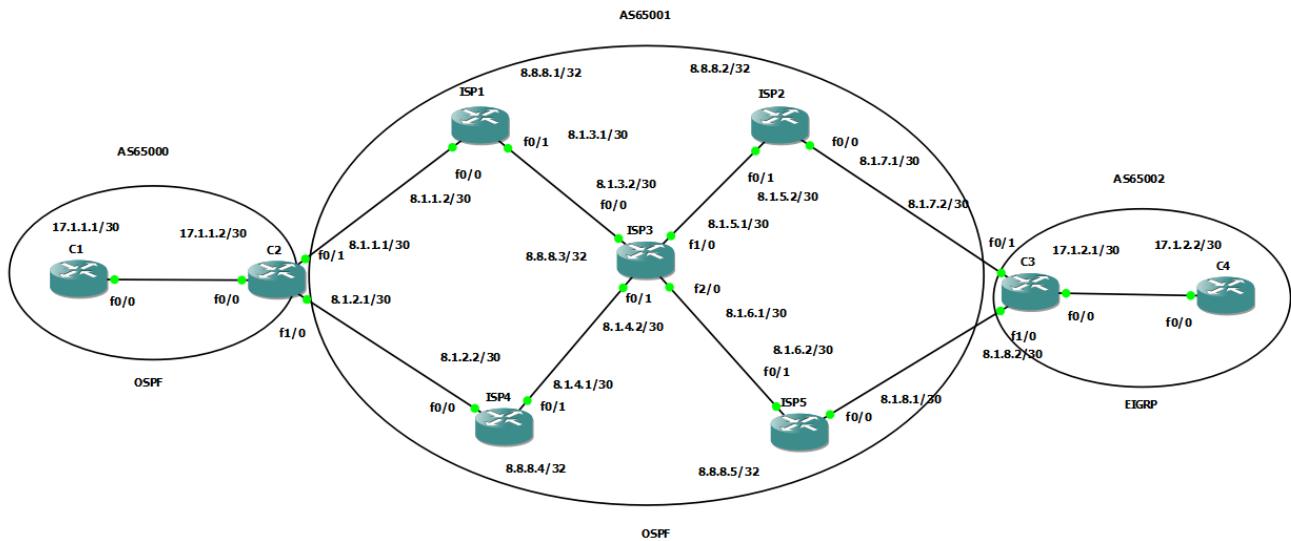 AS65001
8.8.8.1/32
8.8.8.2/32
ISP1
ISP2
f0/1
8.1.3.1/30
f0/0
AS65000
f0/0
8.1.3.2/30
f0/0
f0/1
8.1.7.1/30
AS65002
8.1.1.2/30
8.1.5.2/30
8.1.7.2/30
17.1.1.1/30
17.1.1.2/30
8.1.5.1/30
ISP3
C1
C2
8.1.1.1/30
f0/1
8.8.8.3/32
f1/0
f0/1
17.1.2.1/30
17.1.2.2/30
C3
C4
f0/0
f0/0
8.1.2.1/30
f0/1
f2/0
f0/0
f0/0
f1/0
8.1.4.2/30
8.1.6.1/30
f1/0
8.1.8.2/30
8.1.2.2/30
8.1.6.2/30
f0/1
OSPF
8.1.4.1/30
ISP4
f0/0
f0/1
ISP5
f0/0
8.1.8.1/30
EIGRP
8.8.8.4/32
8.8.8.5/32
OSPF